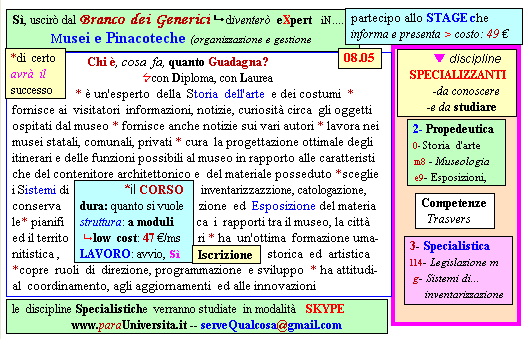 Sì, uscirò dal Branco dei Generici diventerò eXpert iN.....
Musei e Pinacoteche (organizzazione e gestione
partecipo allo STAGE che
informa e presenta > costo: 49 €
*di certo
avrà il
successo
Chi è, cosa fa, quanto Guadagna?
con Diploma, con Laurea
08.05
* è un'esperto della Storia dell'arte e dei costumi *
fornisce ai visitatori informazioni, notizie, curiosità circa gli oggetti
ospitati dal museo * fornisce anche notizie sui vari autori * lavora nei
musei statali, comunali, privati * cura la progettazione ottimale degli
itinerari e delle funzioni possibili al museo in rapporto alle caratteristi
che del contenitore architettonico e del materiale posseduto *sceglie
i Sistemi di inventarizzazzione, catologazione,
conserva zione ed Esposizione del materia
le* pianifi ca i rapporti tra il museo, la città
ed il territo ri * ha un'ottima formazione uma-
nitistica , storica ed artistica
*copre ruoli di direzione, programmazione e sviluppo * ha attitudi-
al coordinamento, agli aggiornamenti ed alle innovazioni
*il CORSO
dura: quanto si vuole
struttura: a moduli
low cost: 47 €/ms
LAVORO: avvio, Si
Iscrizione
discipline
SPECIALIZZANTI
-da conoscere
-e da studiare
2- Propedeutica
0- Storia d'arte
m8 - Museologia
e9- Esposizioni,
Competenze
Trasvers
3- Specialistica
114- Legislazione m
g- Sistemi di...
inventarizzazione
le discipline Specialistiche verranno studiate in modalità SKYPE
www.paraUniversita.it -- serveQualcosa@gmail.com